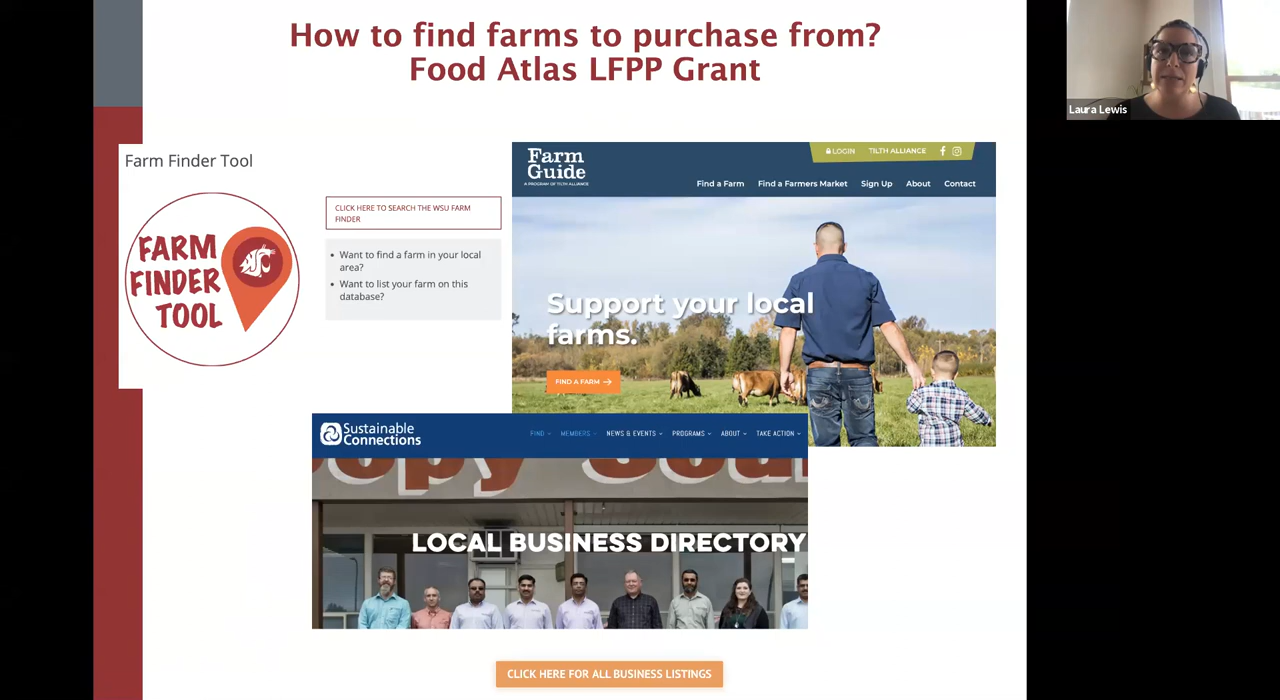 How to find farms to purchase from?
Food Atlas LFPP Grant
Laura Lewis
Farm Finder Tool
FARM
FINDER
TOOL
CLICK HERE TO SEARCH THE WSU FARM
FINDER
• Want to find a farm in your local
area?
• Want to list your farm on this
database?
Farm
Guide
A PROGRAM OF TILTH ALLIANCE
LOGIN TILTH ALLIANCE
Find a Farm Find a Farmers Market Sign Up About Contact
Support your local
farms.
FIND A FARM →
Sustainable
Connections
FIND MEMBERS NEWS & EVENTS PROGRAMS ABOUT TAKE ACTION
LOCAL BUSINESS DIRECTORY
CLICK HERE FOR ALL BUSINESS LISTINGS